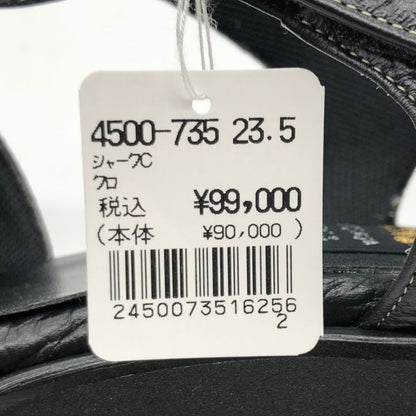 4500-735 23.5
シャークC
クロ
税込 ¥99,000
(本体 ¥90,000 )
2450073516256
2